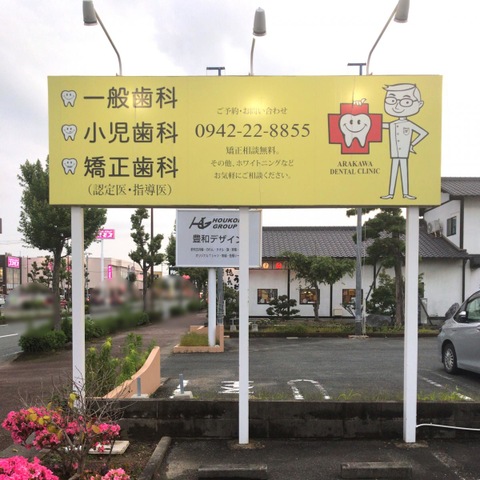 一般歯科
小児歯科
矯正歯科
(認定医・指導医)
ご予約・お問い合わせ
0942-22-8855
矯正相談無料。
その他、ホワイトニングなど
お気軽にご相談ください。
ARAKAWA
DENTAL CLINIC
HOUKO
GROUP
豊和デザイン